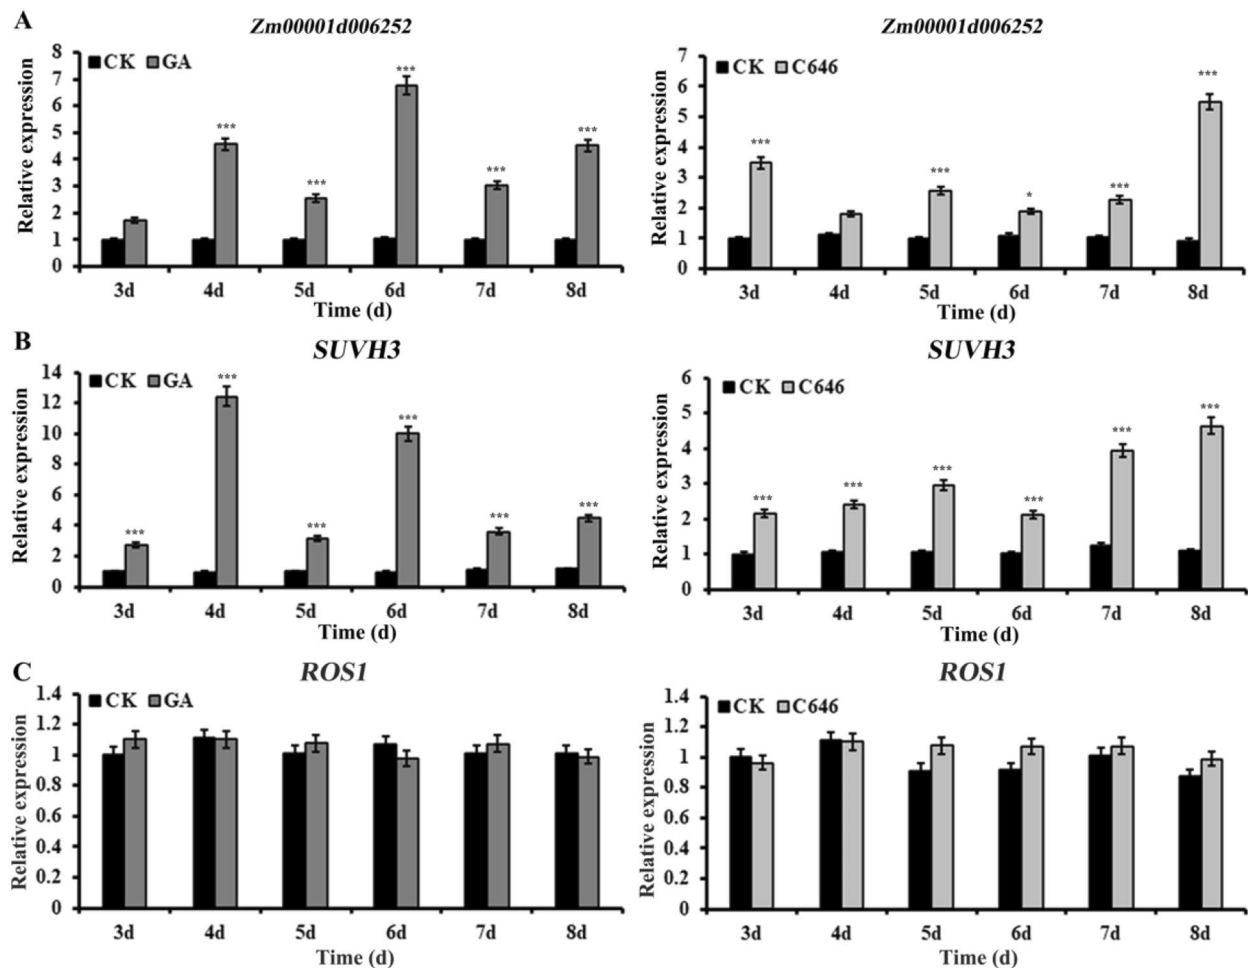 A
Zm00001d006252
CK GA
***
***
***
***
***
Relative expression
8
7
6
5
4
3
2
1
0
3d 4d 5d 6d 7d 8d
Time (d)
Zm00001d006252
CK C646
***
***
*
***
***
Relative expression
7
6
5
4
3
2
1
0
3d 4d 5d 6d 7d 8d
Time (d)
B
SUVH3
CK GA
***
***
***
***
***
***
Relative expression
14
12
10
8
6
4
2
0
3d 4d 5d 6d 7d 8d
Time (d)
SUVH3
CK C646
***
***
***
***
***
***
Relative expression
6
5
4
3
2
1
0
3d 4d 5d 6d 7d 8d
Time (d)
C
ROS1
CK GA
Relative expression
1.4
1.2
1
0.8
0.6
0.4
0.2
0
3d 4d 5d 6d 7d 8d
Time (d)
ROS1
CK C646
Relative expression
1.4
1.2
1
0.8
0.6
0.4
0.2
0
3d 4d 5d 6d 7d 8d
Time (d)